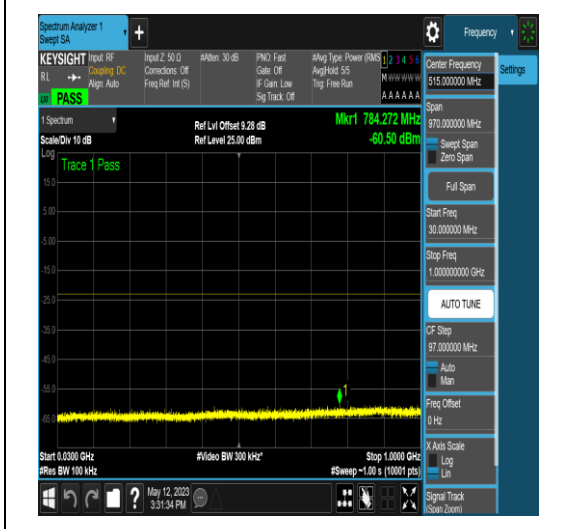 Spectrum Analyzer 1
Swept SA
+
Frequency
KEYSIGHT
RL
PASS
Input: RF
Coupling: DC
Align: Auto
Input Z: 50 Ω
Corrections: Off
Freq Ref: Int (S)
#Atten: 30 dB
PNO: Fast
Gate: Off
IF Gain: Low
Sig Track: Off
#Avg Type: Power (RMS
Avg|Hold: 5/5
Trig: Free Run
1 2 3 4 5 6
M W W W W W
A A A A A A
1 Spectrum
Scale/Div 10 dB
Ref Lvl Offset 9.28 dB
Ref Level 25.00 dBm
Mkr1 784.272 MHz
-60.50 dBm
Log
Trace 1 Pass
15.0
5.00
-5.00
-15.0
-25.0
-35.0
-45.0
-55.0
-65.0
1
Start 0.0300 GHz
#Res BW 100 kHz
#Video BW 300 kHz*
Stop 1.0000 GHz
#Sweep ~1.00 s (10001 pts)
?
May 12, 2023
3:31:34 PM
Settings
Center Frequency
515.000000 MHz
Span
970.000000 MHz
Swept Span
Zero Span
Full Span
Start Freq
30.000000 MHz
Stop Freq
1.000000000 GHz
AUTO TUNE
CF Step
97.000000 MHz
Auto
Man
Freq Offset
0 Hz
X Axis Scale
Log
Lin
Signal Track
(Span Zoom)